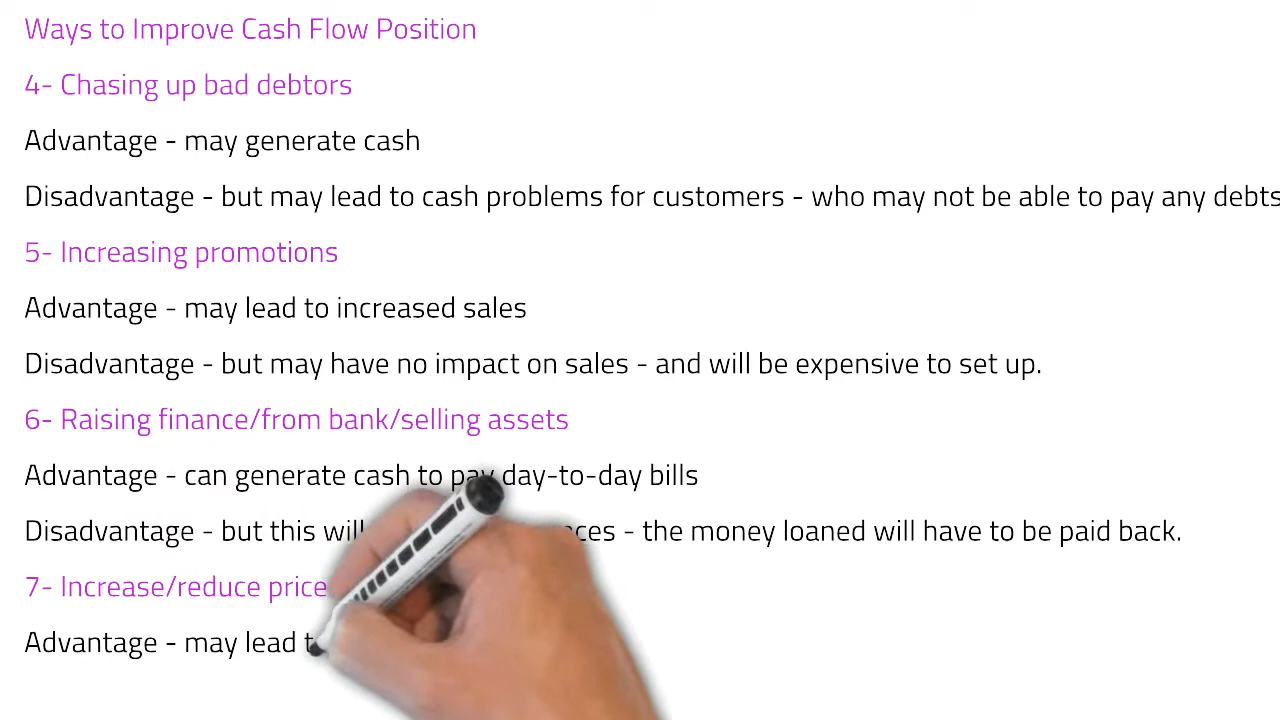 Ways to Improve Cash Flow Position
4- Chasing up bad debtors
Advantage - may generate cash
Disadvantage - but may lead to cash problems for customers - who may not be able to pay any debts
5- Increasing promotions
Advantage - may lead to increased sales
Disadvantage - but may have no impact on sales - and will be expensive to set up.
6- Raising finance/from bank/selling assets
Advantage - can generate cash to pay day-to-day bills
Disadvantage - but this will - the money loaned will have to be paid back.
7- Increase/reduce price
Advantage - may lead